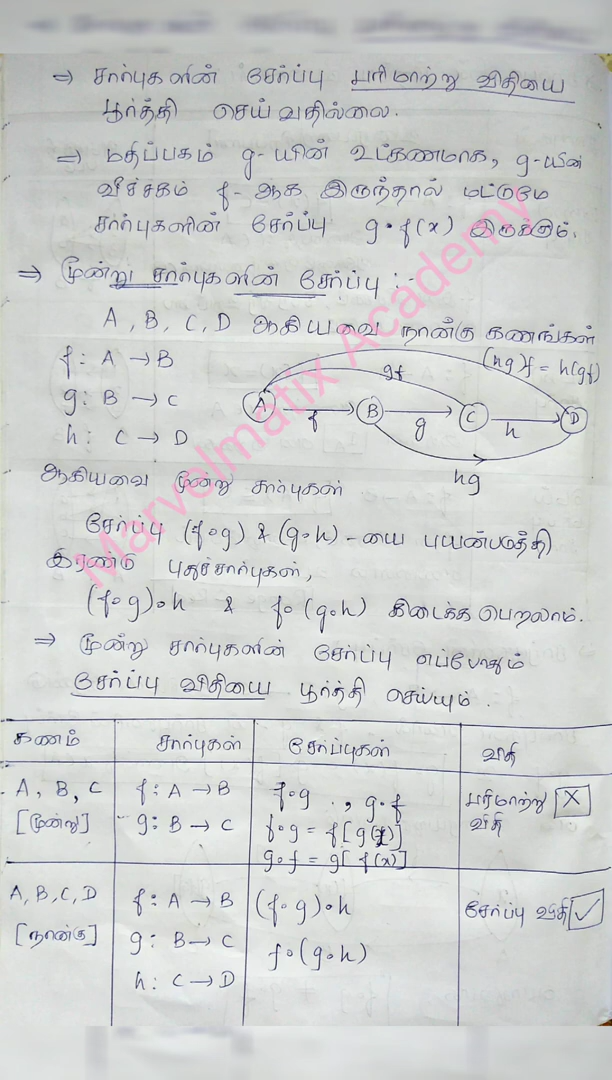 ⇒ சார்புகளின் சேர்ப்பு பரிமாற்று விதியை
பூர்த்தி செய்வதில்லை.
⇒ மதிப்பகம் g-யின் உட்கணமாக, g-யின்
வீச்சகம் f-ஆக இருந்தால் மட்டுமே
சார்புகளின் சேர்ப்பு g∘f(x) இருக்கும்.
⇒ மூன்று சார்புகளின் சேர்ப்பு :-
A, B, C, D ஆகியவை நான்கு கணங்கள்
f : A → B
g : B → C
h : C → D
(hg)f = h(gf)
gf
A f B g C h D
hg
ஆகியவை மூன்று சார்புகள்
சேர்ப்பு (f∘g) & (g∘h) -யை பயன்படுத்தி
இரண்டு புதுச்சார்புகள்,
(f∘g)∘h & f∘(g∘h) கிடைக்க பெறலாம்.
⇒ மூன்று சார்புகளின் சேர்ப்பு எப்போதும்
சேர்ப்பு விதியை பூர்த்தி செய்யும்.
கணம் சார்புகள் சேர்ப்புகள் விதி
A, B, C f : A → B f∘g , g∘f பரிமாற்று X
[மூன்று] g : B → C f∘g = f[g(x)] விதி
g∘f = g[f(x)]
A, B, C, D f : A → B (f∘g)∘h சேர்ப்பு விதி ✓
[நான்கு] g : B → C f∘(g∘h)
h : C → D
Marvelmatix Academy